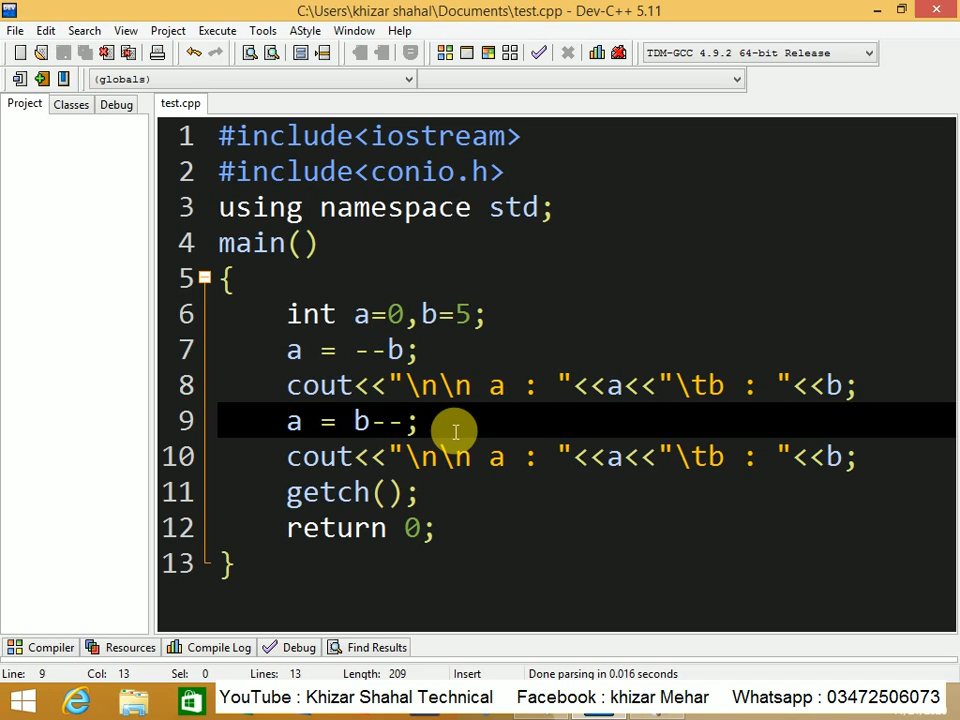 C:\Users\khizar shahal\Documents\test.cpp - Dev-C++ 5.11
File Edit Search View Project Execute Tools AStyle Window Help
TDM-GCC 4.9.2 64-bit Release
(globals)
Project Classes Debug test.cpp
1 #include<iostream>
2 #include<conio.h>
3 using namespace std;
4 main()
5 {
6 int a=0,b=5;
7 a = --b;
8 cout<<"\n\n a : "<<a<<"\tb : "<<b;
9 a = b--;
10 cout<<"\n\n a : "<<a<<"\tb : "<<b;
11 getch();
12 return 0;
13 }
Compiler Resources Compile Log Debug Find Results
Line: 9 Col: 13 Sel: 0 Lines: 13 Length: 209 Insert Done parsing in 0.016 seconds
YouTube : Khizar Shahal Technical Facebook : khizar Mehar Whatsapp : 03472506073